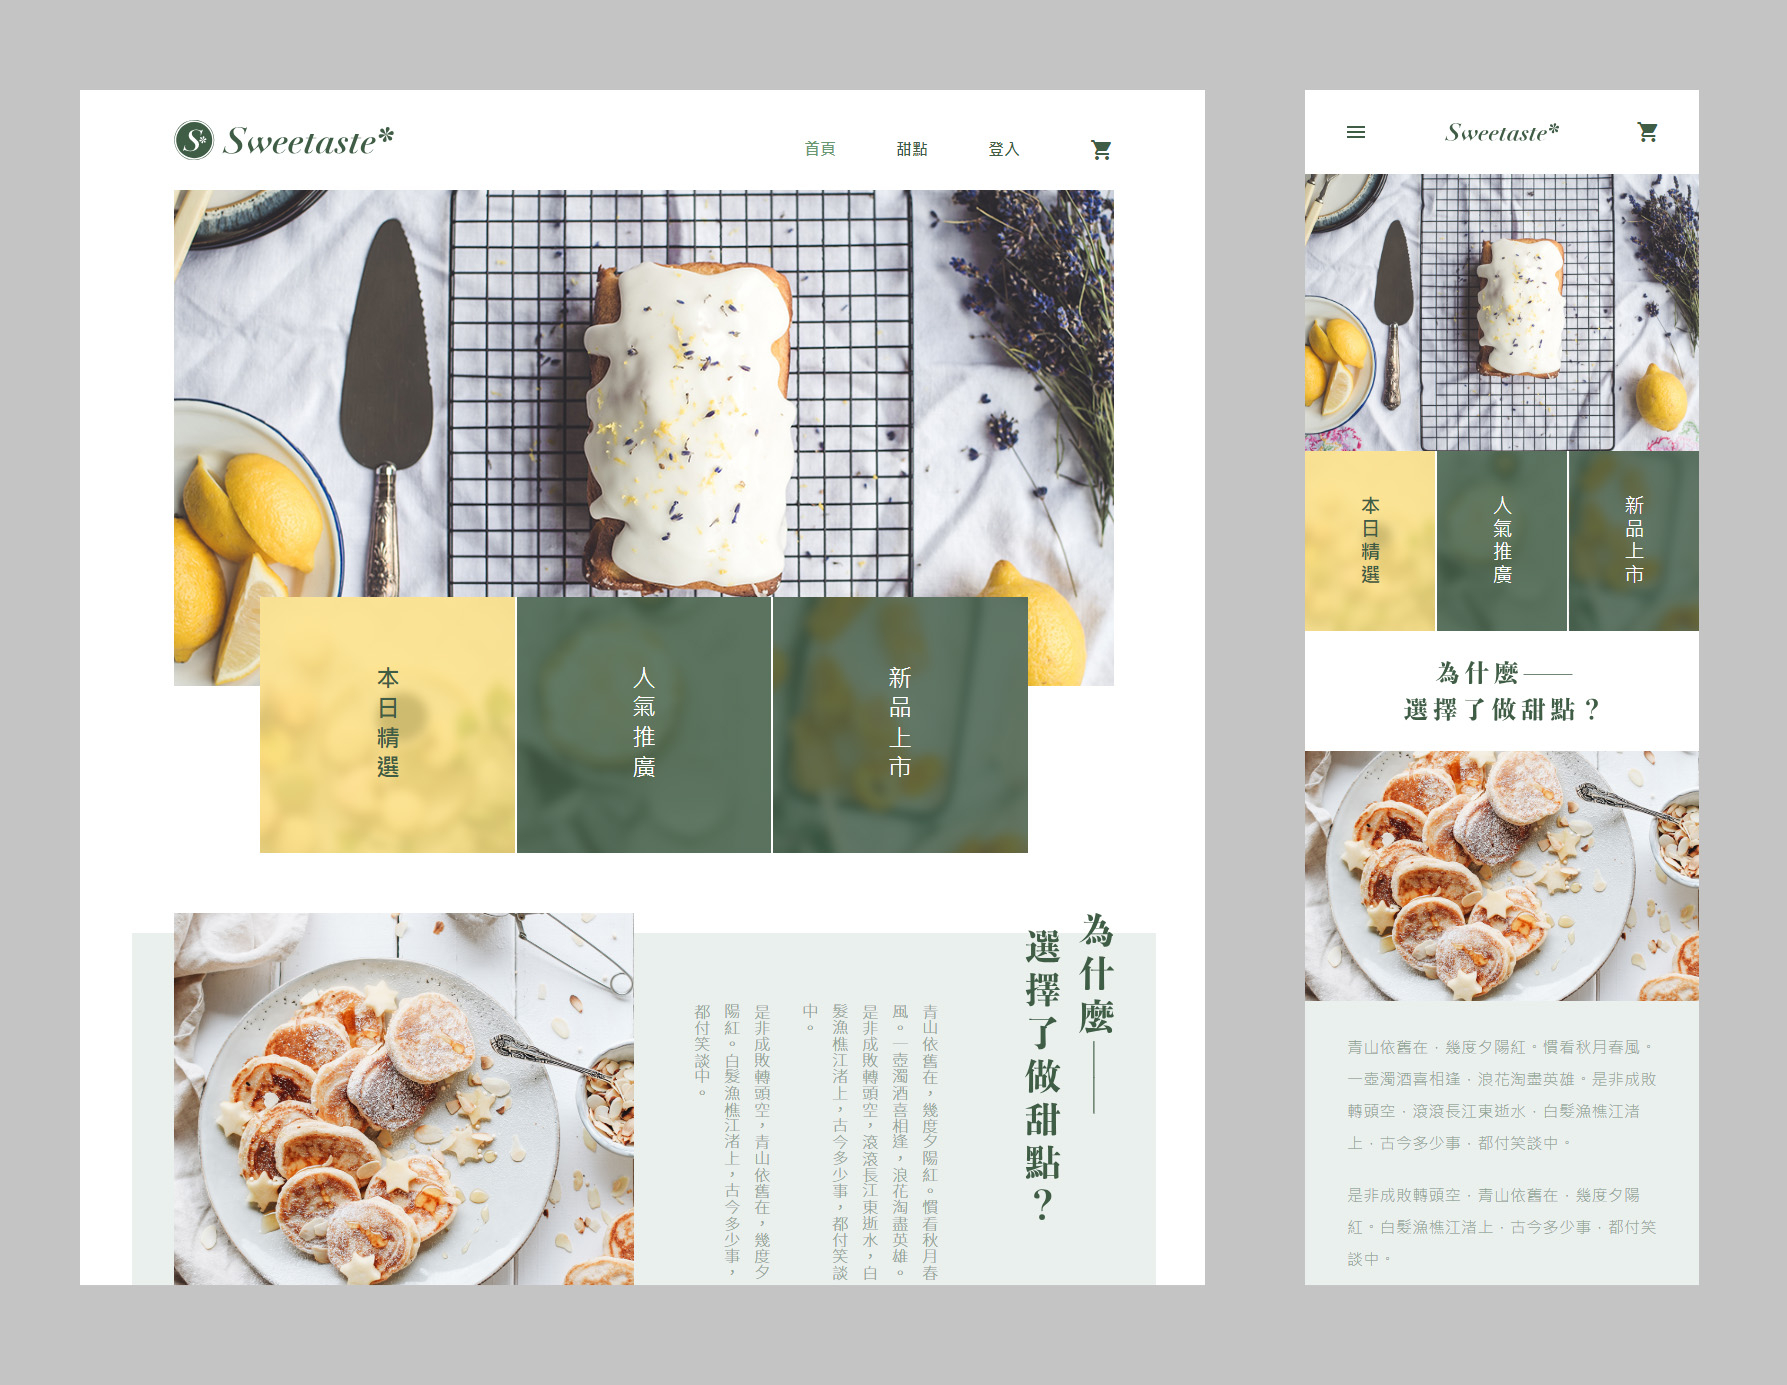 S*
Sweetaste*
首頁
甜點
登入
本日精選
人氣推廣
新品上市
為什麼——
選擇了做甜點？
青山依舊在，幾度夕陽紅。慣看秋月春
風。一壺濁酒喜相逢，浪花淘盡英雄。
是非成敗轉頭空，滾滾長江東逝水，白
髮漁樵江渚上，古今多少事，都付笑談
中。
是非成敗轉頭空，青山依舊在，幾度夕
陽紅。白髮漁樵江渚上，古今多少事，
都付笑談中。
Sweetaste*
本日精選
人氣推廣
新品上市
為什麼——
選擇了做甜點？
青山依舊在，幾度夕陽紅。慣看秋月春風。
一壺濁酒喜相逢，浪花淘盡英雄。是非成敗
轉頭空，滾滾長江東逝水，白髮漁樵江渚
上，古今多少事，都付笑談中。
是非成敗轉頭空，青山依舊在，幾度夕陽
紅。白髮漁樵江渚上，古今多少事，都付笑
談中。